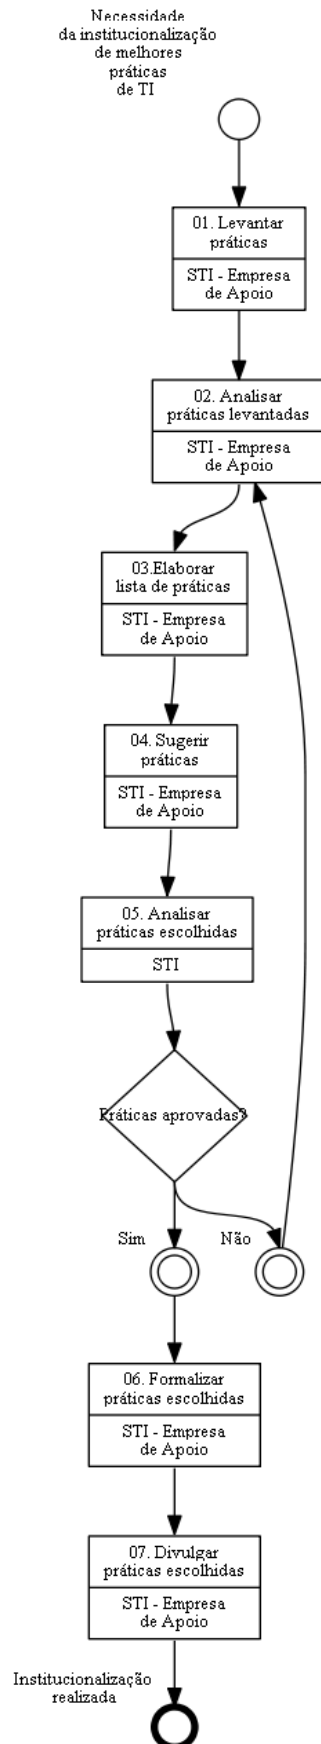 Necessidade
da institucionalização
de melhores
práticas
de TI
01. Levantar
práticas
STI - Empresa
de Apoio
02. Analisar
práticas levantadas
STI - Empresa
de Apoio
03.Elaborar
lista de práticas
STI - Empresa
de Apoio
04. Sugerir
práticas
STI - Empresa
de Apoio
05. Analisar
práticas escolhidas
STI
Práticas aprovadas?
Sim
Não
06. Formalizar
práticas escolhidas
STI - Empresa
de Apoio
07. Divulgar
práticas escolhidas
STI - Empresa
de Apoio
Institucionalização
realizada